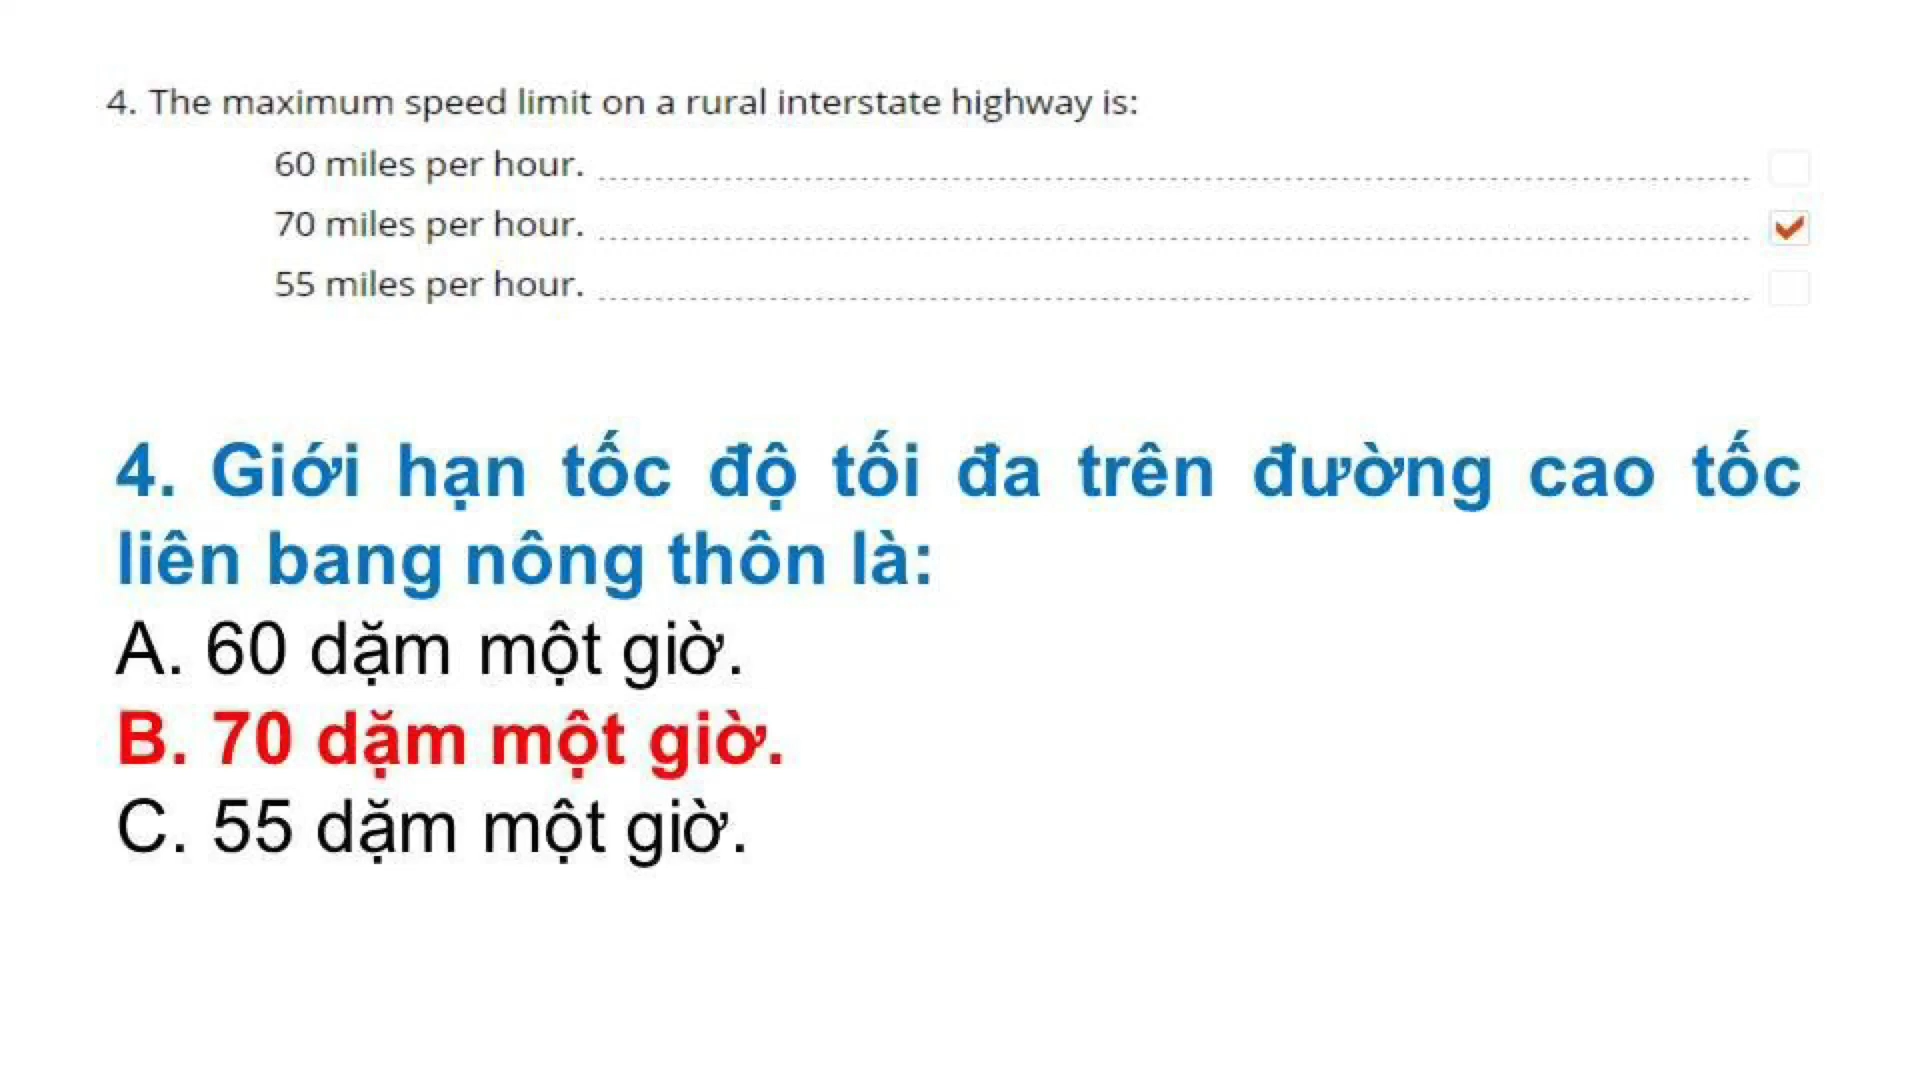 4. The maximum speed limit on a rural interstate highway is:
60 miles per hour.
70 miles per hour.
55 miles per hour.
4. Giới hạn tốc độ tối đa trên đường cao tốc
liên bang nông thôn là:
A. 60 dặm một giờ.
B. 70 dặm một giờ.
C. 55 dặm một giờ.